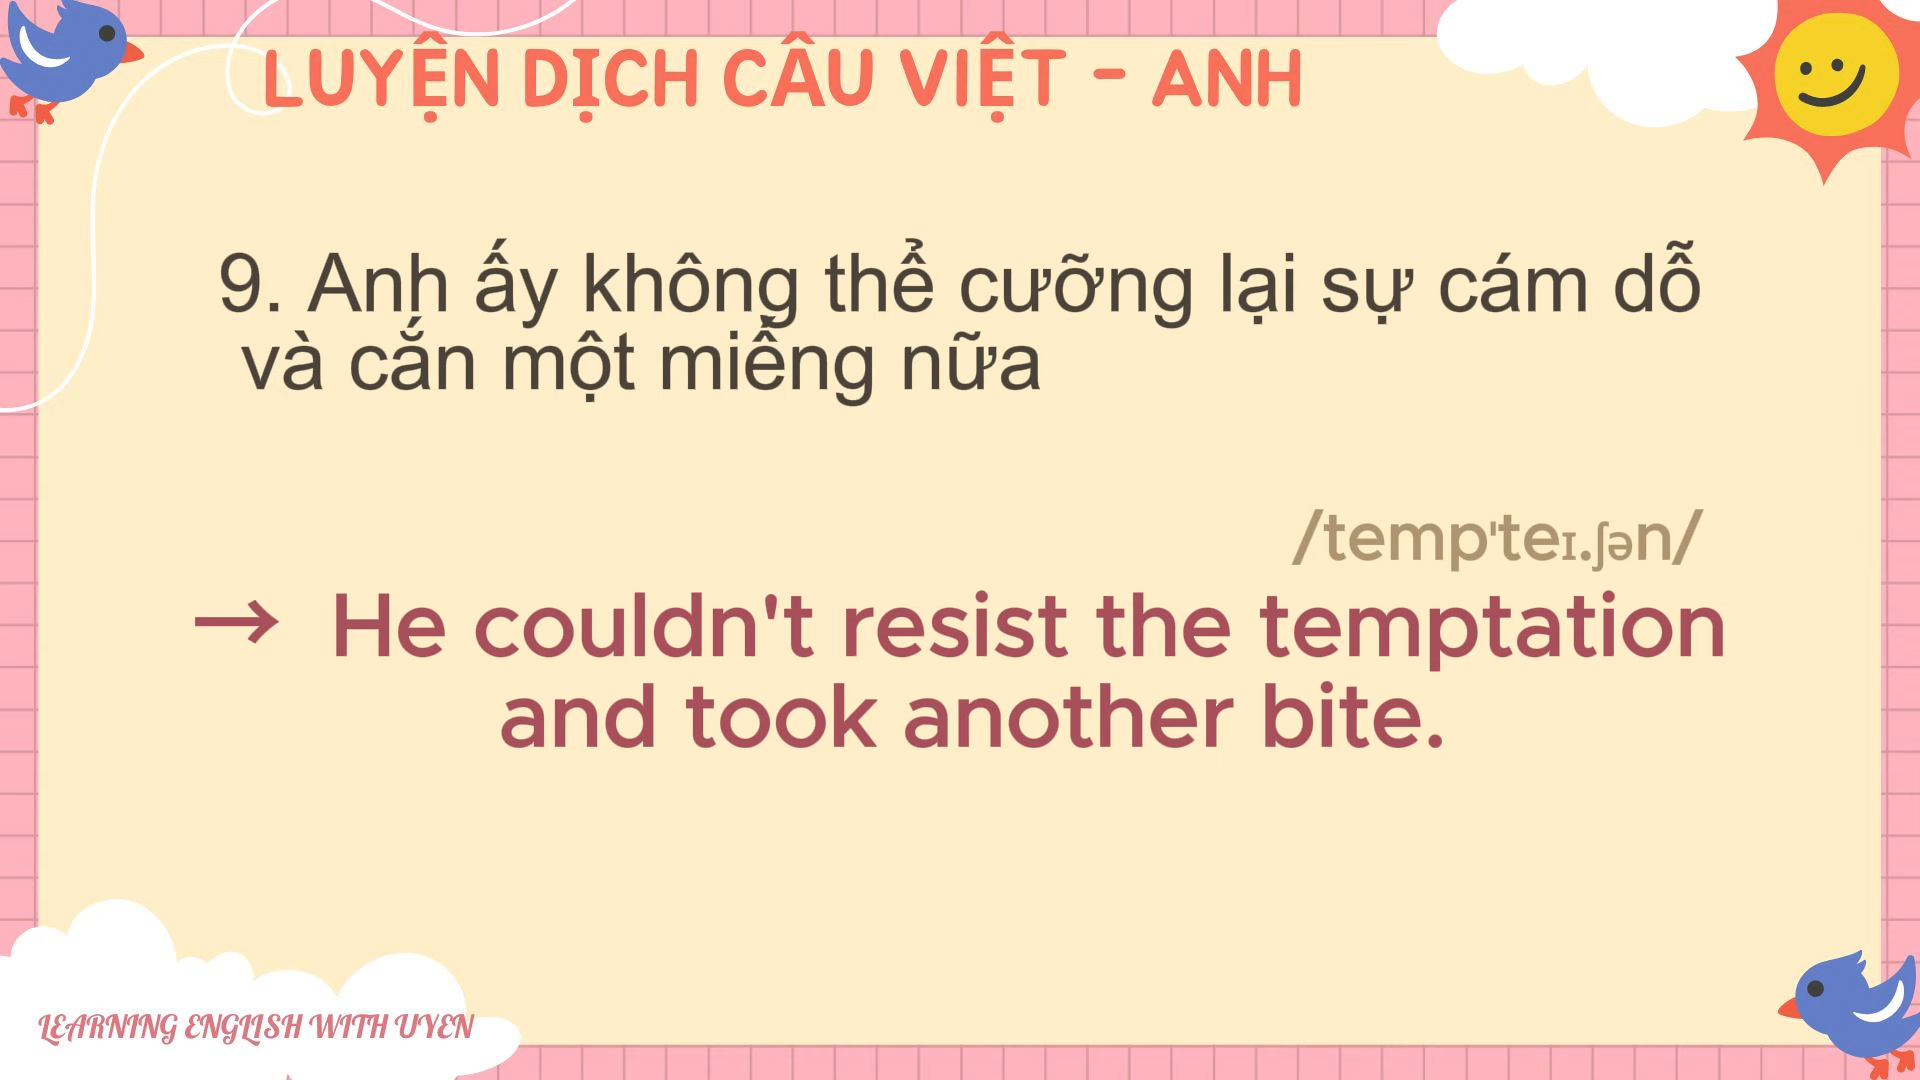 LUYỆN DỊCH CÂU VIỆT - ANH
9. Anh ấy không thể cưỡng lại sự cám dỗ
và cắn một miếng nữa
/temp'teɪ.ʃən/
→ He couldn't resist the temptation
and took another bite.
LEARNING ENGLISH WITH UYEN